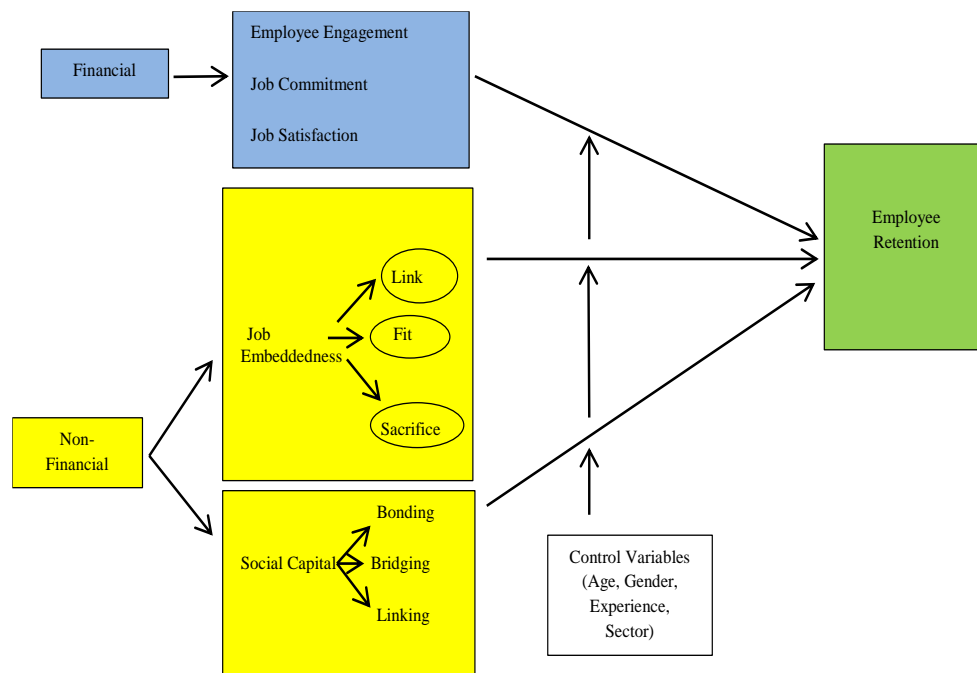 Financial
Employee Engagement
Job Commitment
Job Satisfaction
Employee
Retention
Non-
Financial
Job
Embeddedness
Link
Fit
Sacrifice
Social Capital
Bonding
Bridging
Linking
Control Variables
(Age, Gender,
Experience,
Sector)